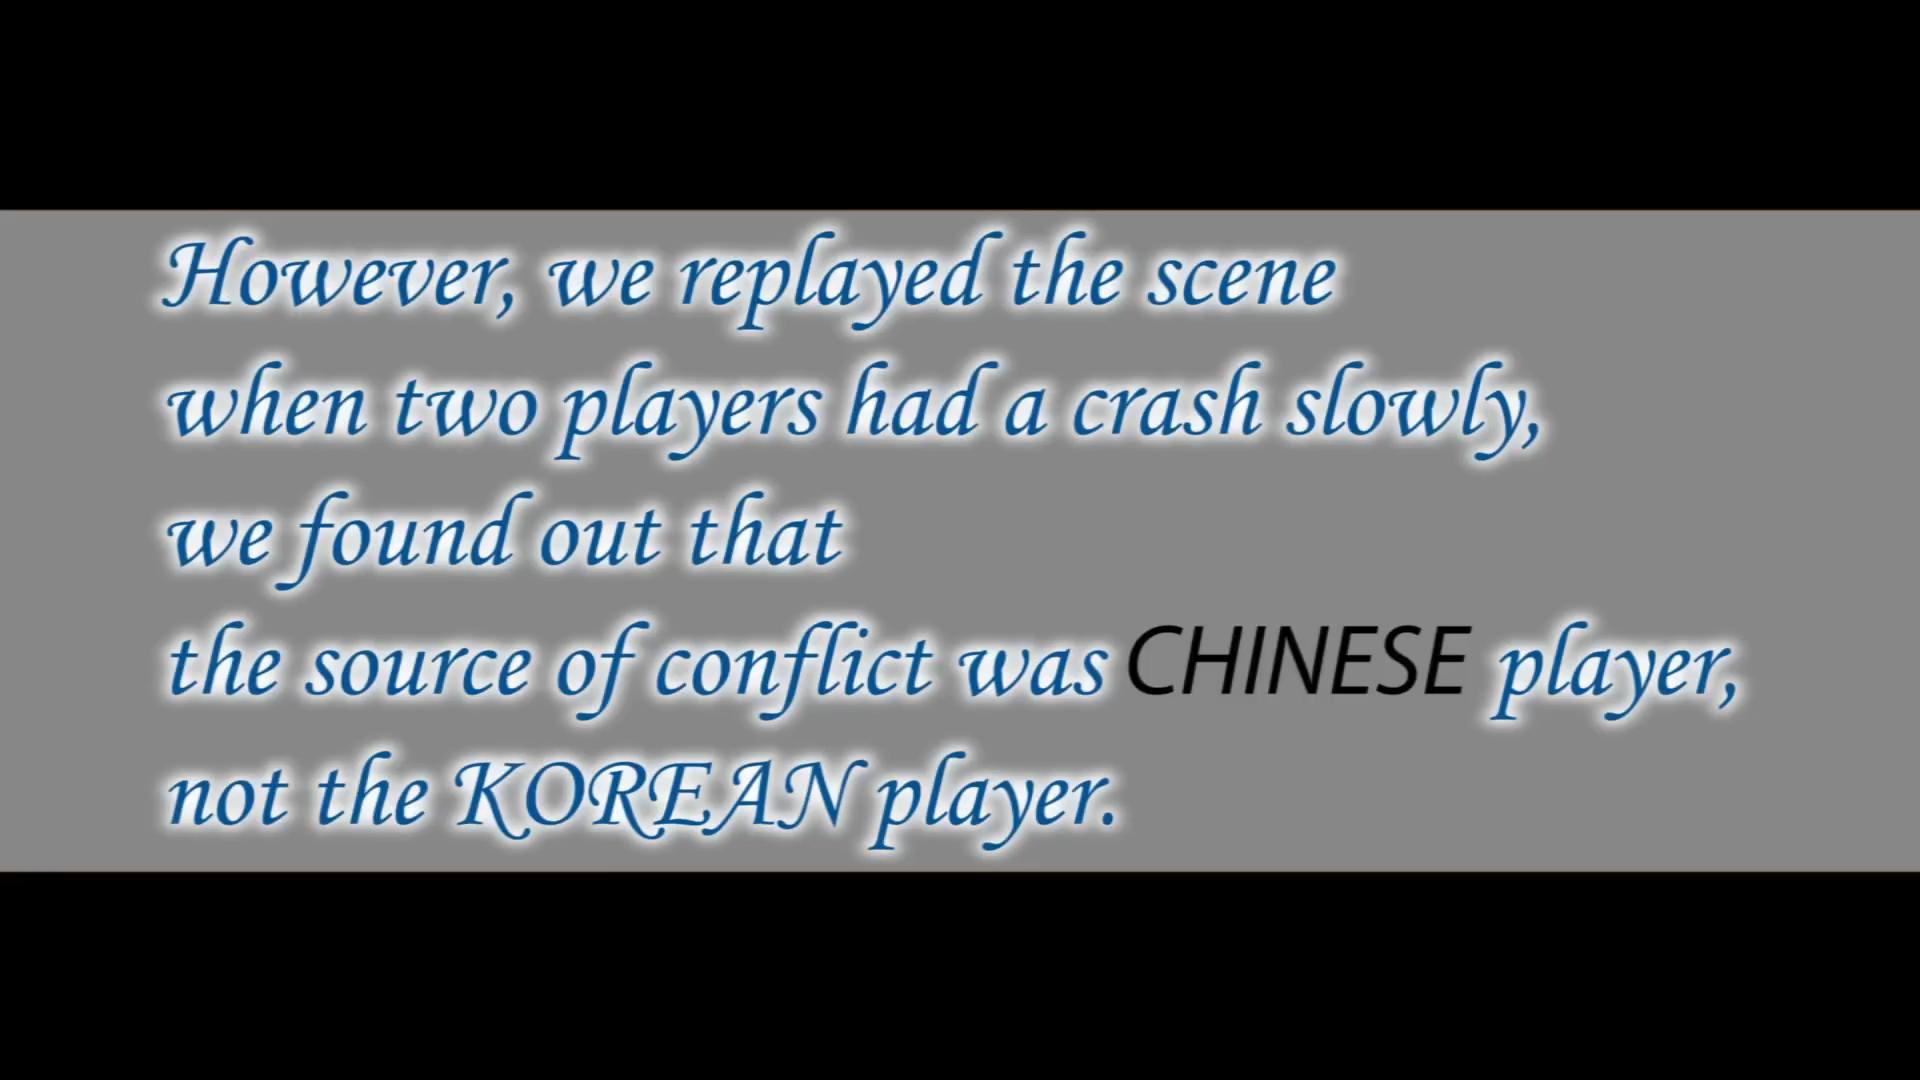 However, we replayed the scene
when two players had a crash slowly,
we found out that
the source of conflict was CHINESE player,
not the KOREAN player.